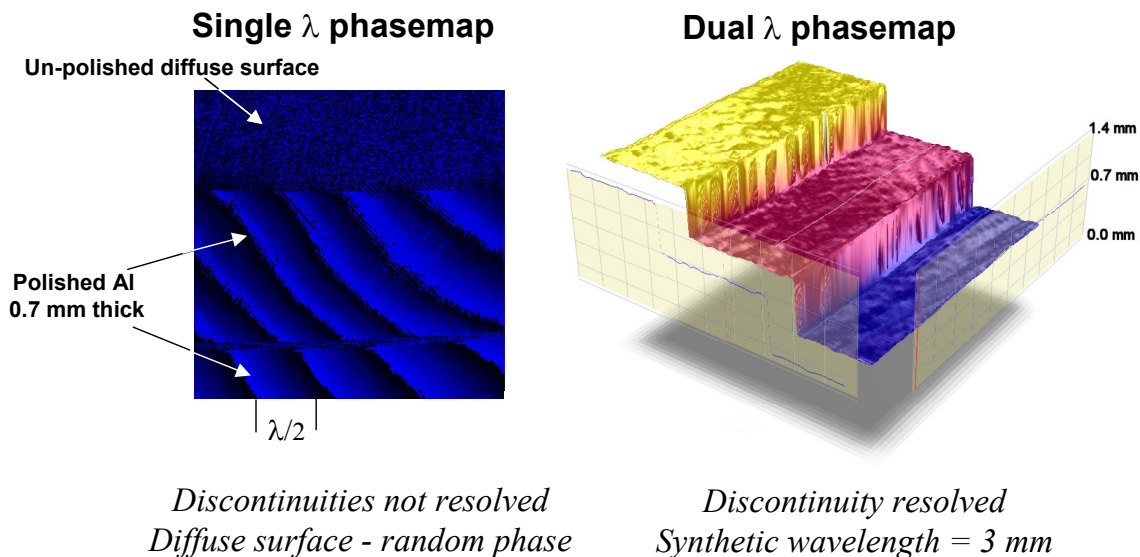 Single λ phasemap
Un-polished diffuse surface
Polished Al
0.7 mm thick
λ/2
Discontinuities not resolved
Diffuse surface - random phase
Dual λ phasemap
1.4 mm
0.7 mm
0.0 mm
Discontinuity resolved
Synthetic wavelength = 3 mm